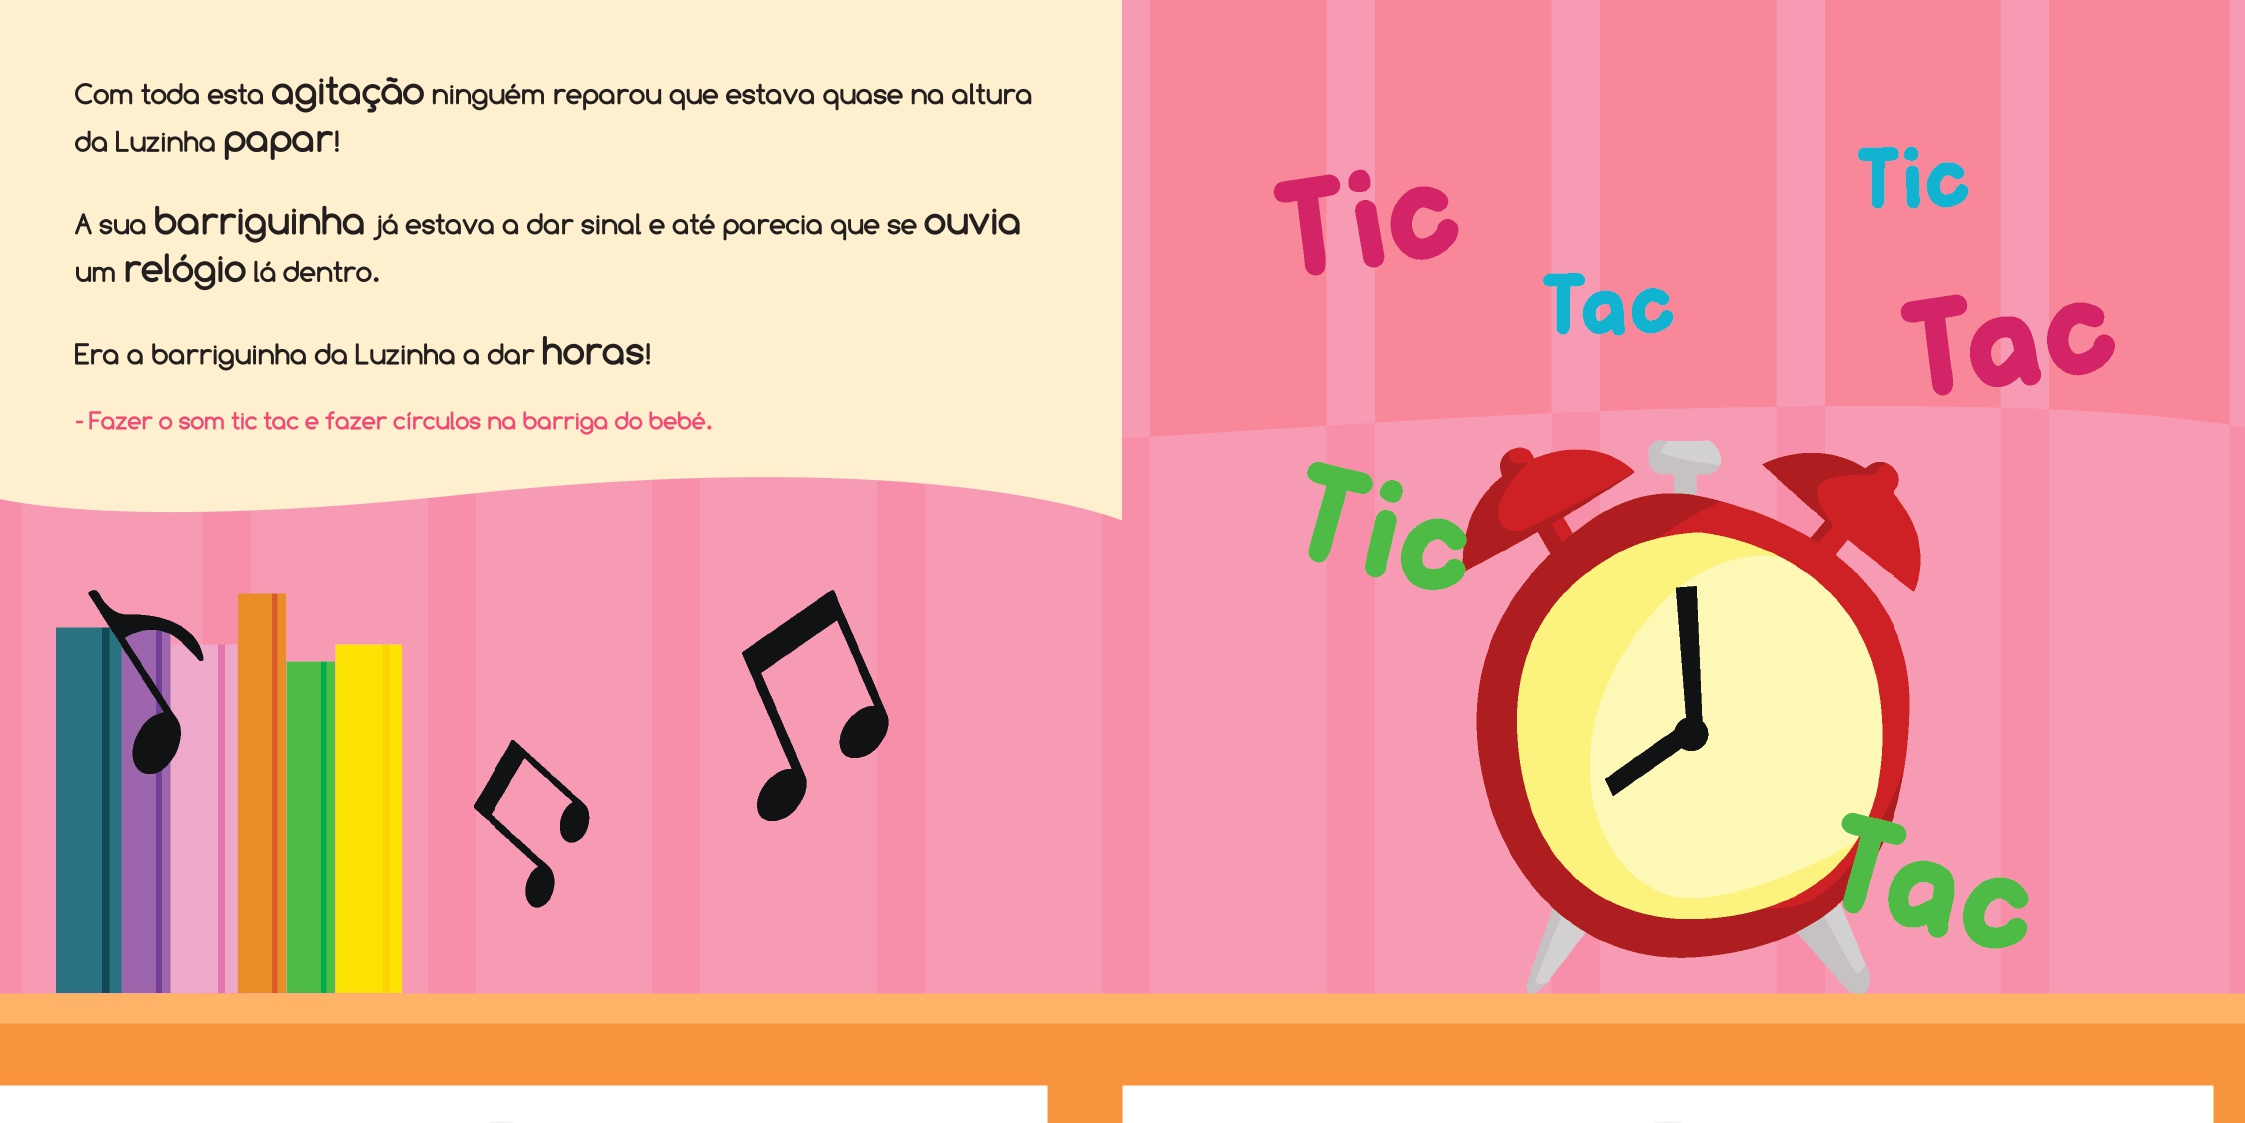 Com toda esta agitação ninguém reparou que estava quase na altura
da Luzinha papar!
A sua barriguinha já estava a dar sinal e até parecia que se ouvia
um relógio lá dentro.
Era a barriguinha da Luzinha a dar horas!
- Fazer o som tic tac e fazer círculos na barriga do bebé.
Tic
Tic
Tac
Tac
Tic
Tac